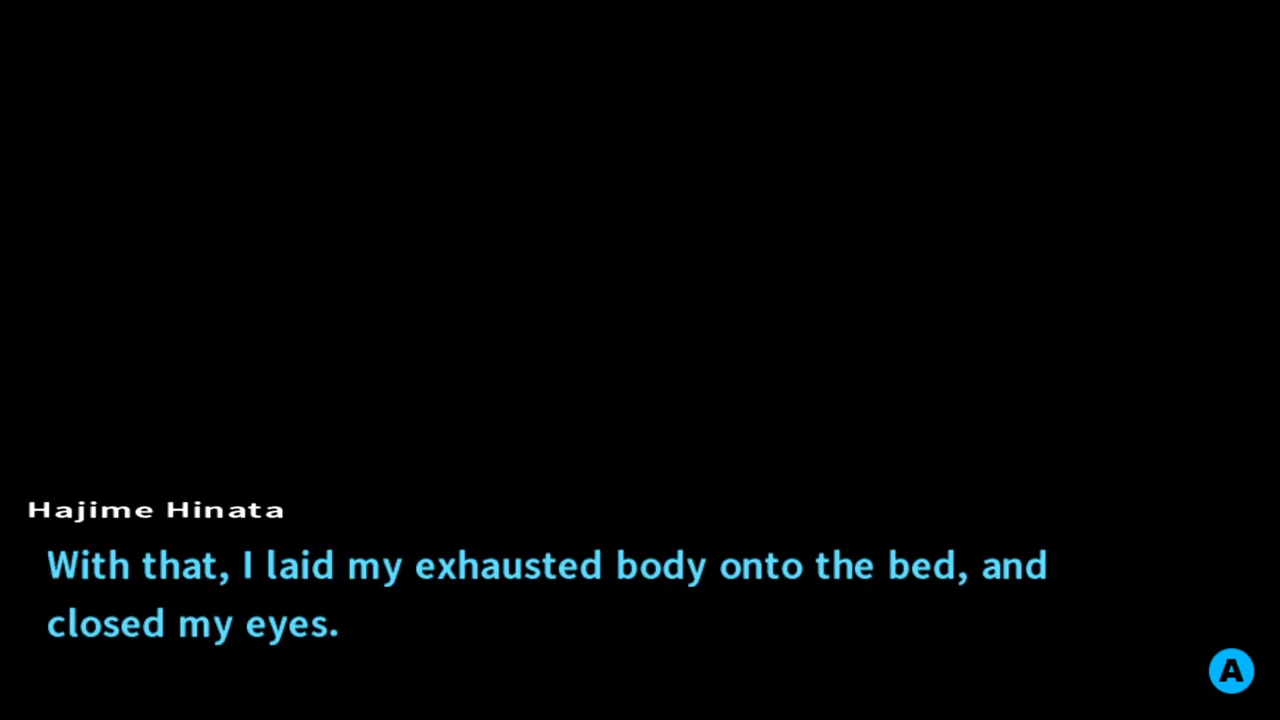 Hajime Hinata
With that, I laid my exhausted body onto the bed, and
closed my eyes.
A